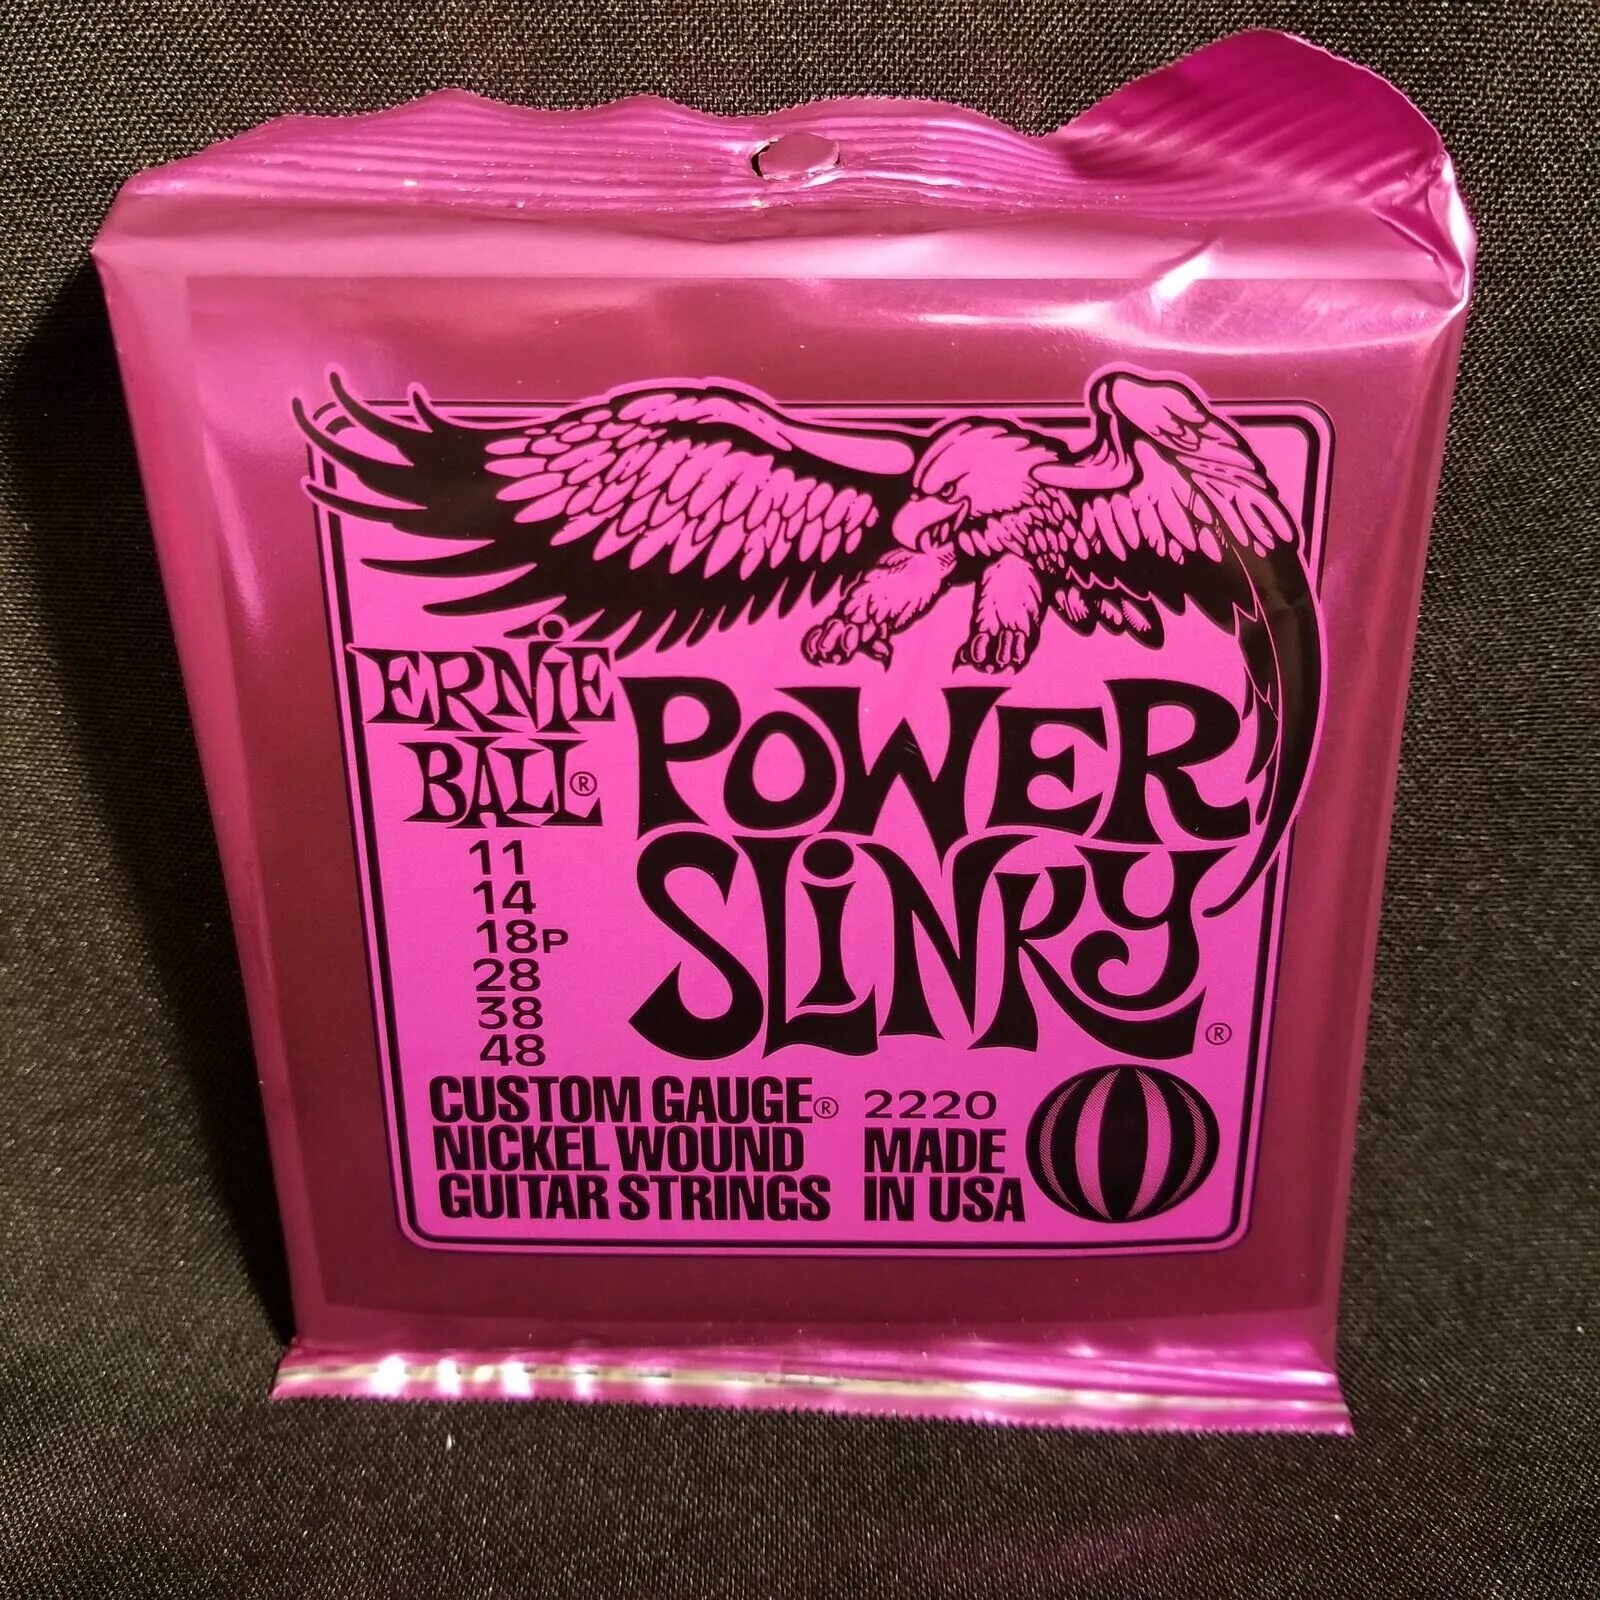 ERNiE
BALL®
POWER
SLiNKY®
11
14
18P
28
38
48
CUSTOM GAUGE®
NICKEL WOUND
GUITAR STRINGS
2220
MADE
IN USA